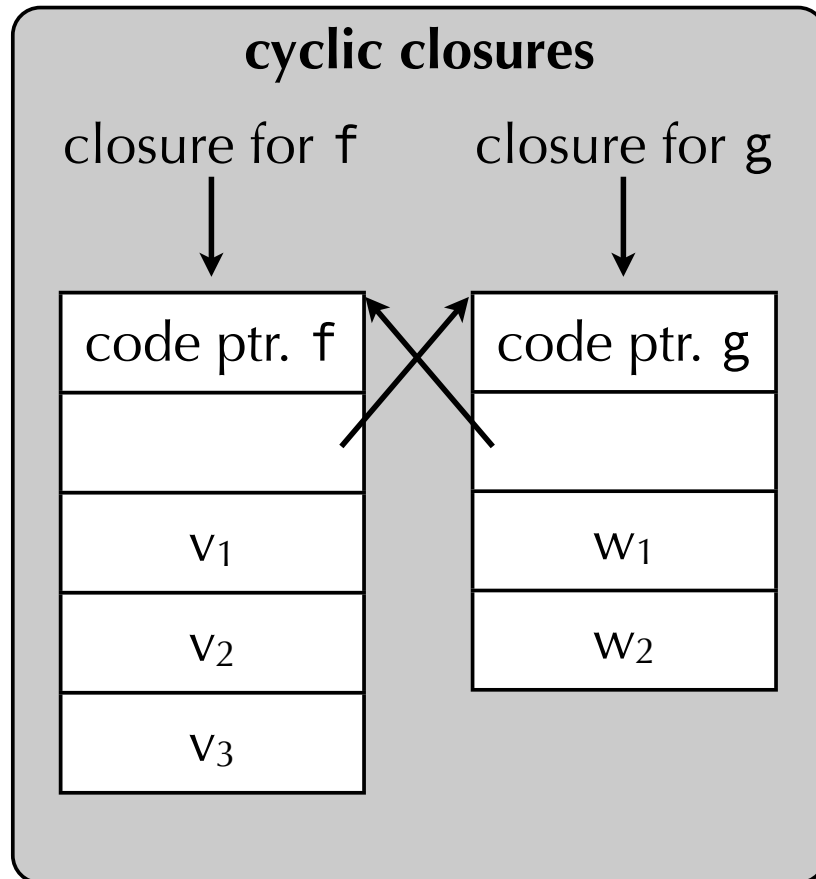 cyclic closures
closure for f
closure for g
code ptr. f
code ptr. g
v₁
w₁
v₂
w₂
v₃